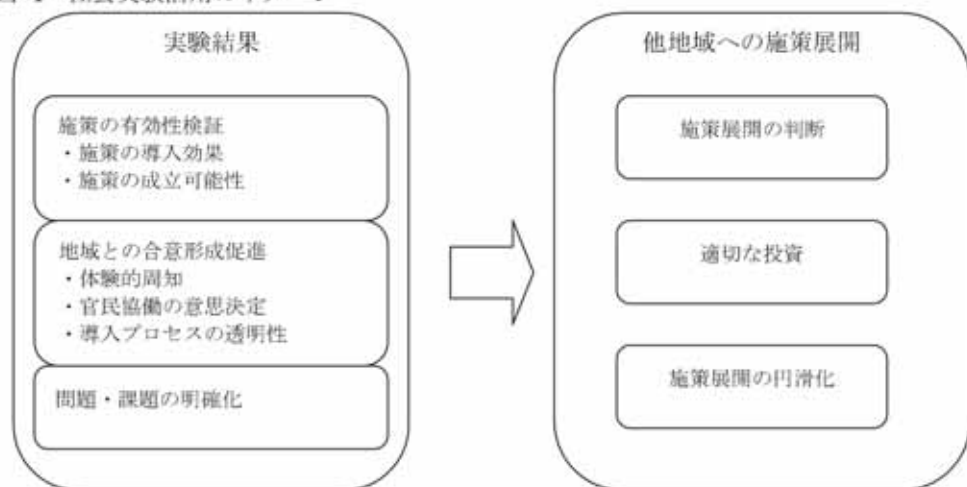 実験結果
施策の有効性検証
・施策の導入効果
・施策の成立可能性
地域との合意形成促進
・体験的周知
・官民協働の意思決定
・導入プロセスの透明性
問題・課題の明確化
他地域への施策展開
施策展開の判断
適切な投資
施策展開の円滑化